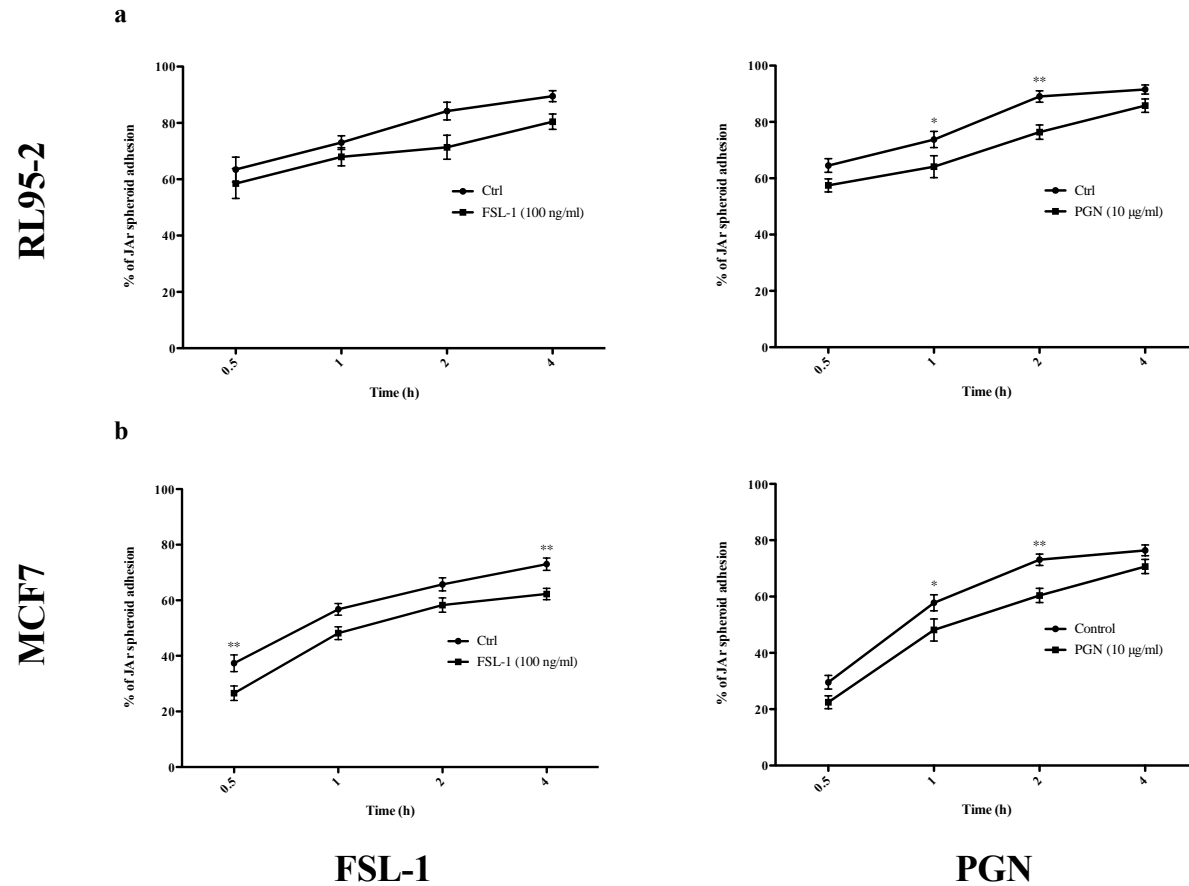 a
RL95-2
% of JAr spheroid adhesion
100
80
60
40
20
0
0.5
1
2
4
Time (h)
Ctrl
FSL-1 (100 ng/ml)
% of JAr spheroid adhesion
100
80
60
40
20
0
*
**
0.5
1
2
4
Time (h)
Ctrl
PGN (10 µg/ml)
b
MCF7
% of JAr spheroid adhesion
100
80
60
40
20
0
**
**
0.5
1
2
4
Time (h)
Ctrl
FSL-1 (100 ng/ml)
% of JAr spheroid adhesion
100
80
60
40
20
0
*
**
0.5
1
2
4
Time (h)
Control
PGN (10 µg/ml)
FSL-1
PGN